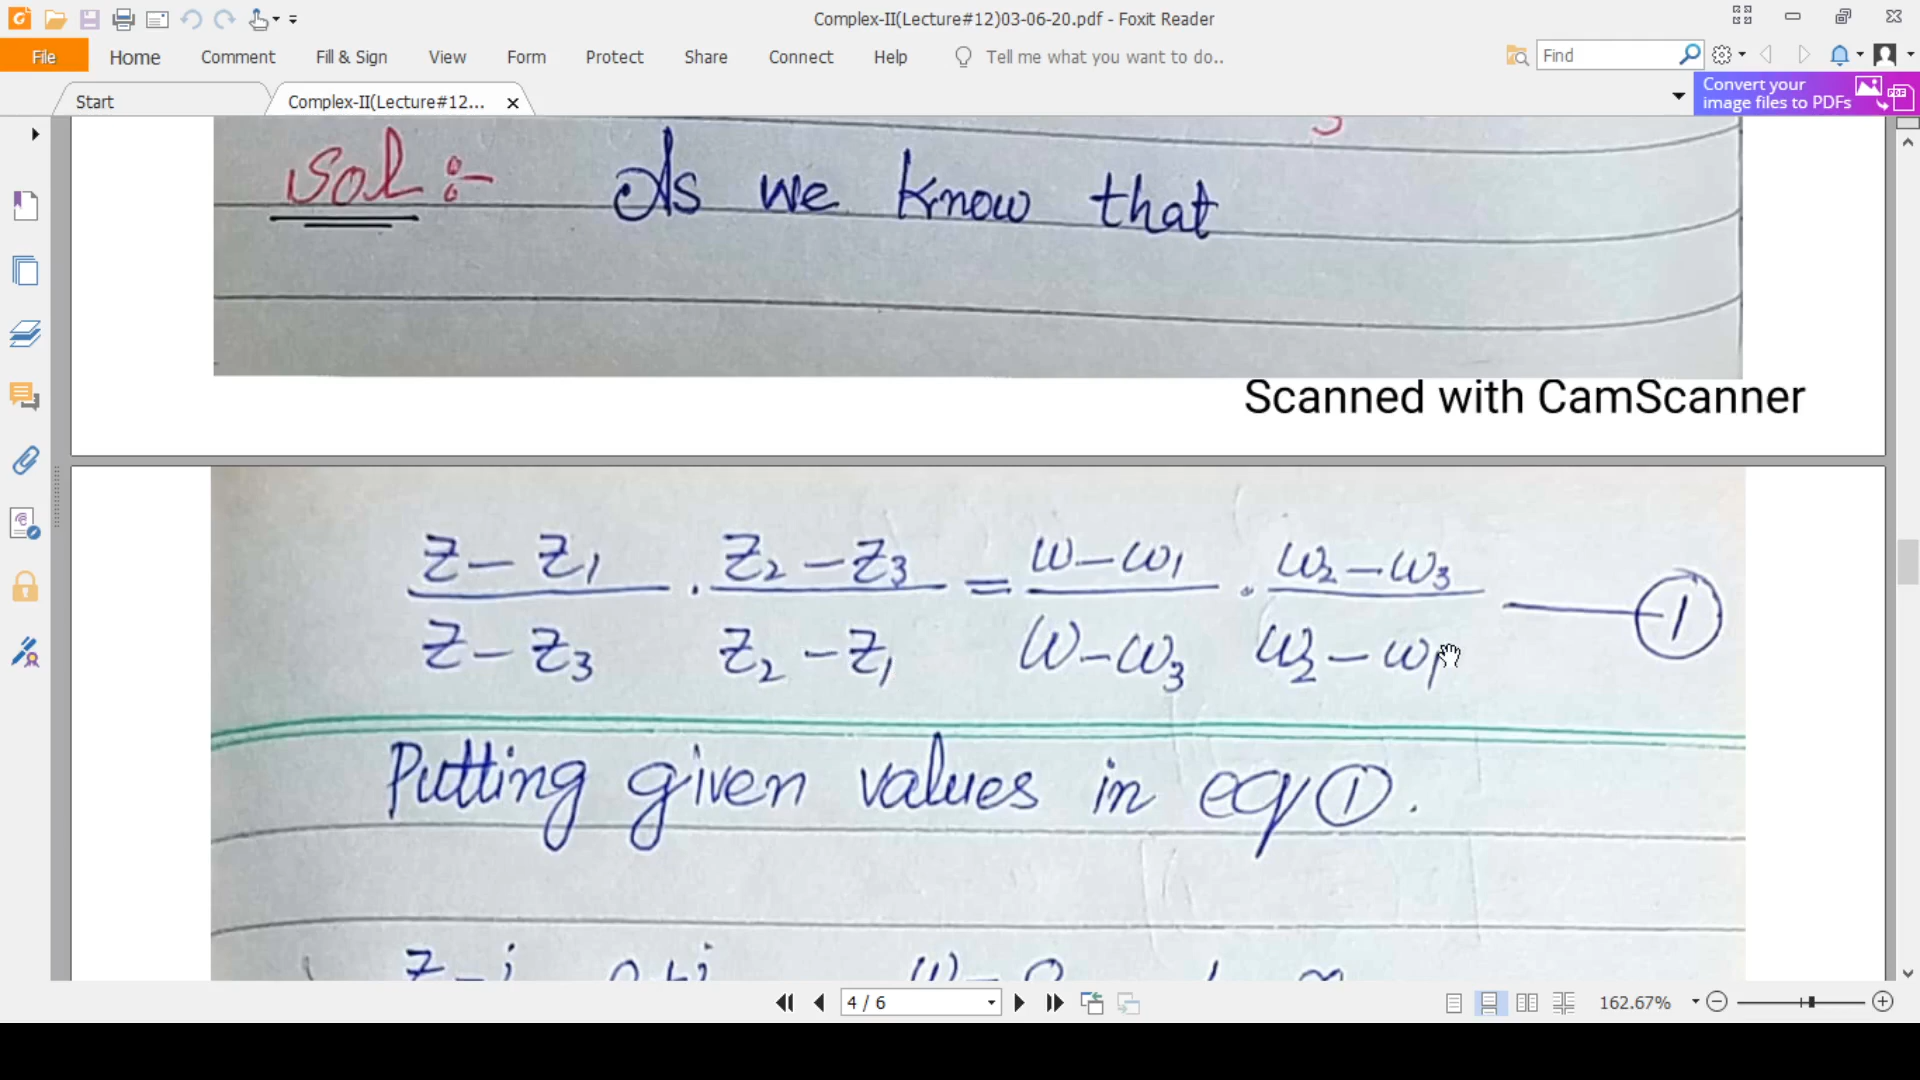 Complex-II(Lecture#12)03-06-20.pdf - Foxit Reader
File Home Comment Fill & Sign View Form Protect Share Connect Help Tell me what you want to do.. Find
Start Complex-II(Lecture#12...
Convert your
image files to PDFs
Sol :- As we know that
Scanned with CamScanner
z - z₁ / z - z₃ . z₂ - z₃ / z₂ - z₁ = w - w₁ / w - w₃ . w₂ - w₃ / w₂ - w₁ — ①
Putting given values in eq ①.
4 / 6
162.67%